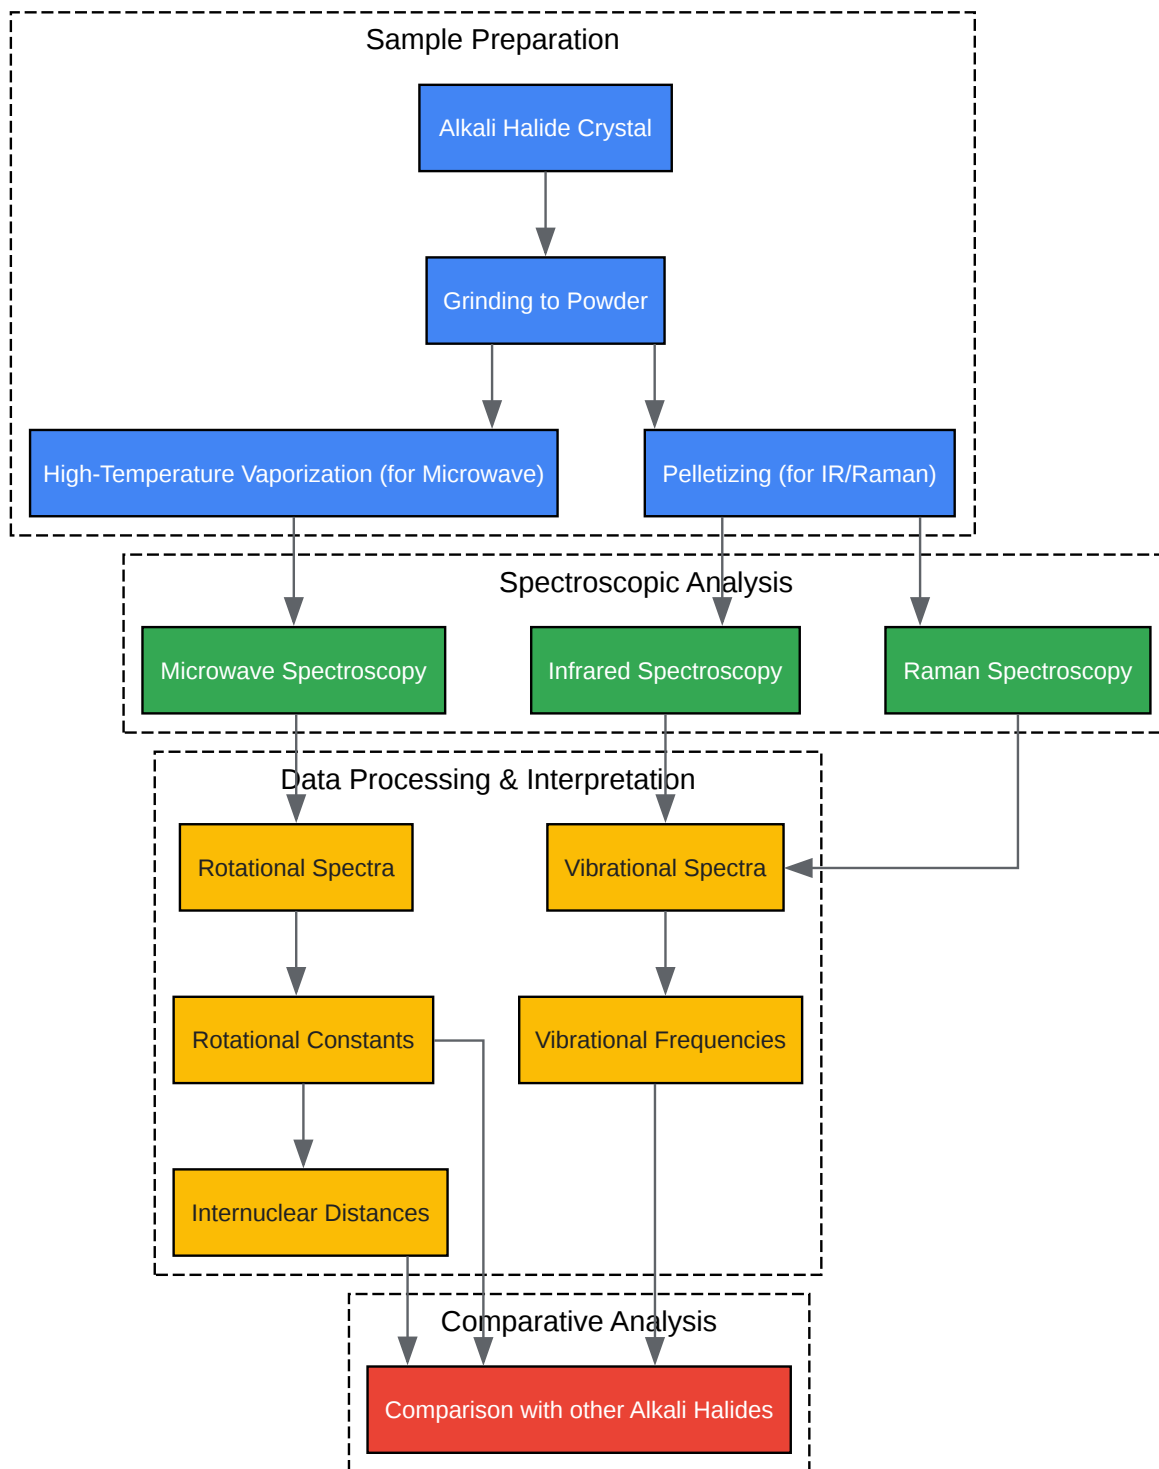 Sample Preparation
Alkali Halide Crystal
Grinding to Powder
High-Temperature Vaporization (for Microwave)
Pelletizing (for IR/Raman)
Spectroscopic Analysis
Microwave Spectroscopy
Infrared Spectroscopy
Raman Spectroscopy
Data Processing & Interpretation
Rotational Spectra
Vibrational Spectra
Rotational Constants
Vibrational Frequencies
Internuclear Distances
Comparative Analysis
Comparison with other Alkali Halides